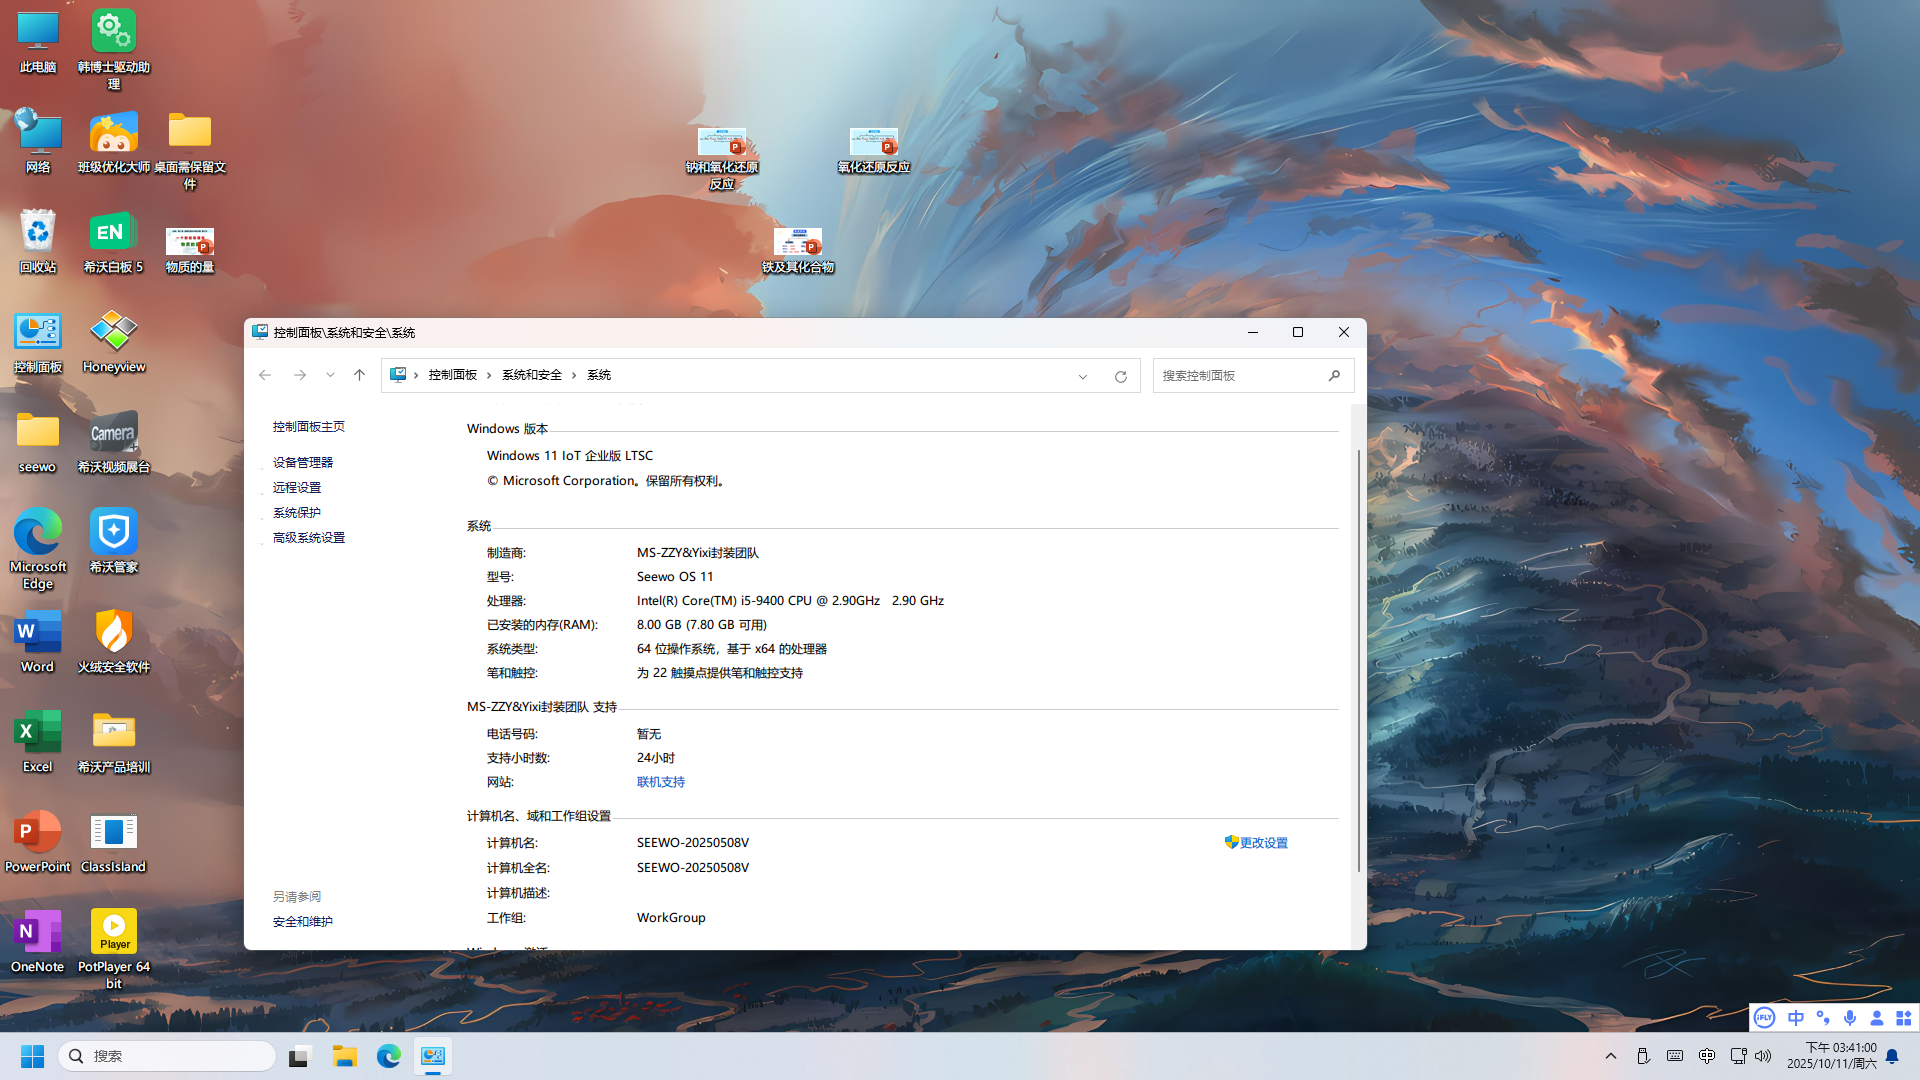 此电脑
韩博士驱动助
理
网络
班级优化大师
桌面需保留文
件
钠和氧化还原
反应
氧化还原反应
回收站
EN
希沃白板 5
物质的量
铁及其化合物
控制面板
Honeyview
seewo
Camera
希沃视频展台
Microsoft
Edge
希沃管家
W
Word
火绒安全软件
X
Excel
希沃产品培训
P
PowerPoint
ClassIsland
N
OneNote
Player
PotPlayer 64
bit
控制面板\系统和安全\系统
控制面板 › 系统和安全 › 系统
搜索控制面板
控制面板主页
设备管理器
远程设置
系统保护
高级系统设置
另请参阅
安全和维护
Windows 版本
Windows 11 IoT 企业版 LTSC
© Microsoft Corporation。保留所有权利。
系统
制造商: MS-ZZY&Yixi封装团队
型号: Seewo OS 11
处理器: Intel(R) Core(TM) i5-9400 CPU @ 2.90GHz 2.90 GHz
已安装的内存(RAM): 8.00 GB (7.80 GB 可用)
系统类型: 64 位操作系统，基于 x64 的处理器
笔和触控: 为 22 触摸点提供笔和触控支持
MS-ZZY&Yixi封装团队 支持
电话号码: 暂无
支持小时数: 24小时
网站: 联机支持
计算机名、域和工作组设置
计算机名: SEEWO-20250508V 更改设置
计算机全名: SEEWO-20250508V
计算机描述:
工作组: WorkGroup
iFLY 中
搜索
下午 03:41:00
2025/10/11/周六